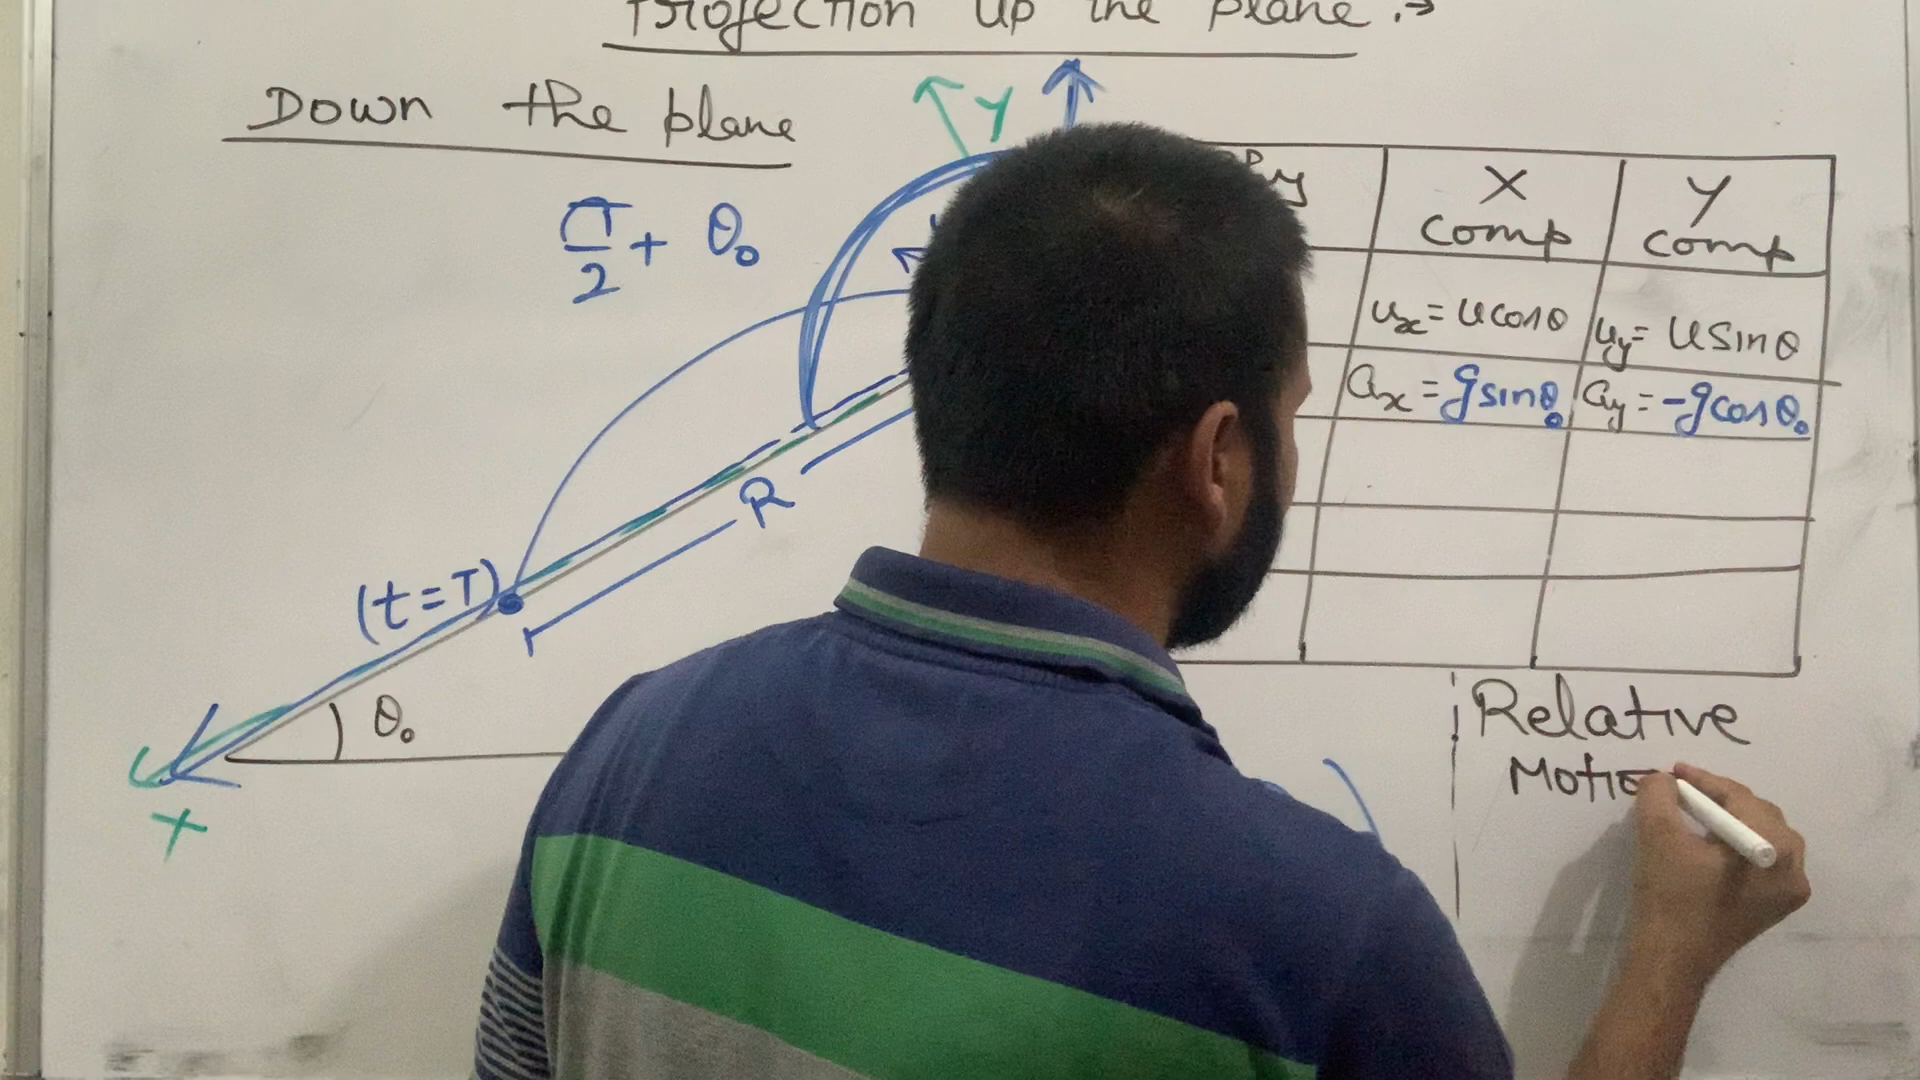 Projection up the plane :→
Down the plane
Y
π/2 + θ₀
X comp
Y comp
uₓ = u cos θ
u_y = u sin θ
aₓ = g sin θ₀
a_y = -g cos θ₀
R
(t = T)
θ₀
X
Relative
Motio